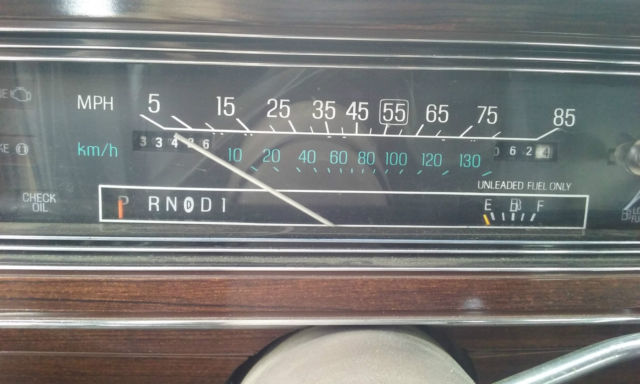 MPH 5 15 25 35 45 55 65 75 85
km/h 10 20 40 60 80 100 120 130
UNLEADED FUEL ONLY
CHECK
OIL
P R N D D 1
E F